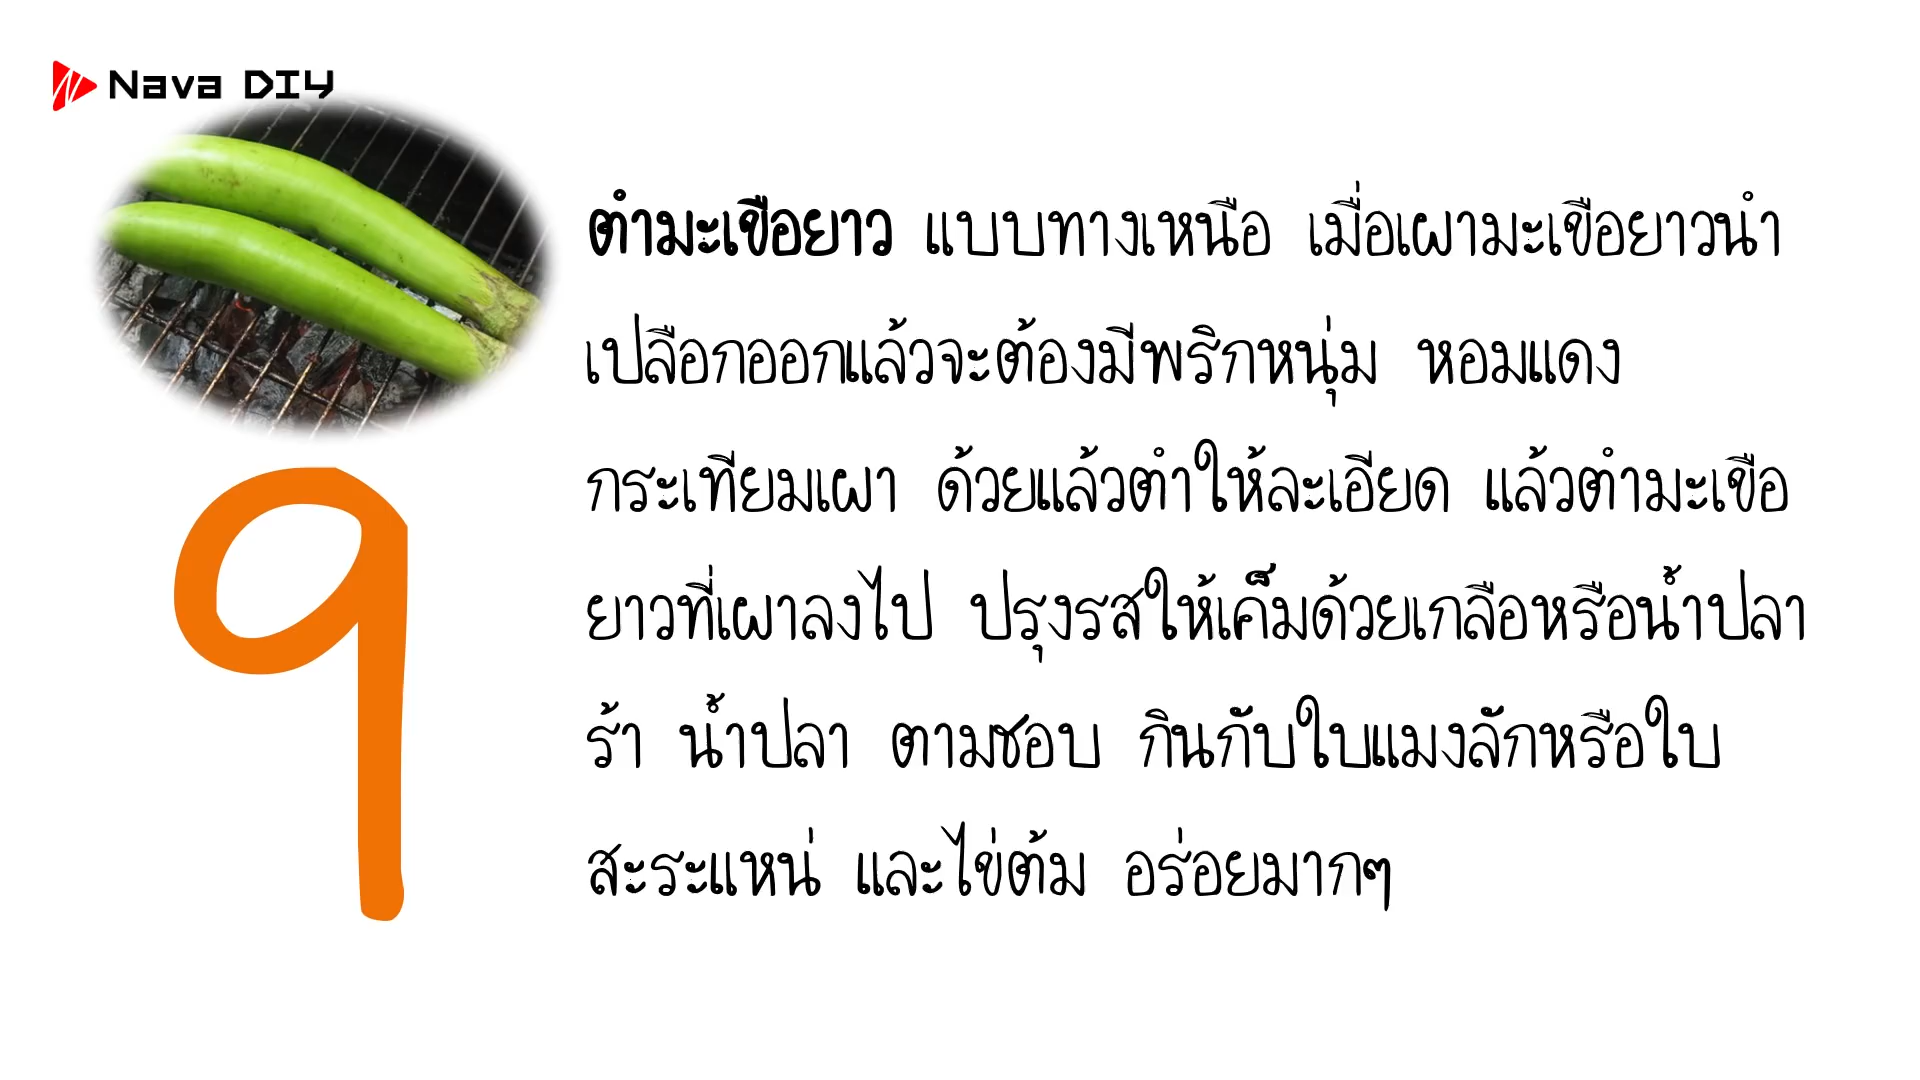 Nava DIY
ตำมะเขือยาว แบบทางเหนือ เมื่อเผามะเขือยาวนำ
เปลือกออกแล้วจะต้องมีพริกหนุ่ม หอมแดง
กระเทียมเผา ด้วยแล้วตำให้ละเอียด แล้วตำมะเขือ
ยาวที่เผาลงไป ปรุงรสให้เค็มด้วยเกลือหรือน้ำปลา
ร้า น้ำปลา ตามชอบ กินกับใบแมงลักหรือใบ
สะระแหน่ และไข่ต้ม อร่อยมากๆ
9